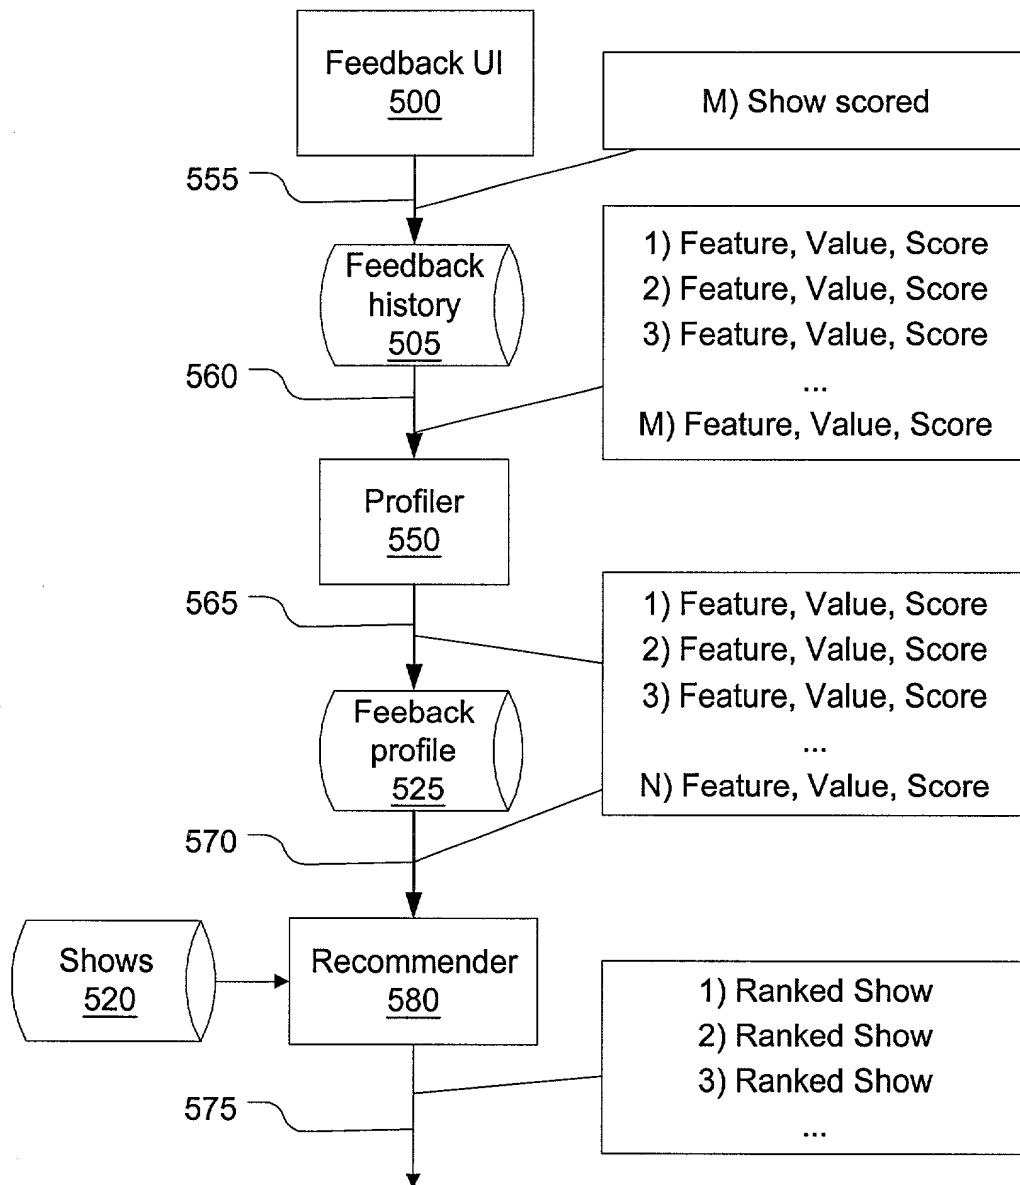 Feedback UI
500
M) Show scored
555
1) Feature, Value, Score
2) Feature, Value, Score
3) Feature, Value, Score
...
M) Feature, Value, Score
Feedback
history
505
560
Profiler
550
565
1) Feature, Value, Score
2) Feature, Value, Score
3) Feature, Value, Score
...
N) Feature, Value, Score
Feeback
profile
525
570
Shows
520
Recommender
580
1) Ranked Show
2) Ranked Show
3) Ranked Show
...
575